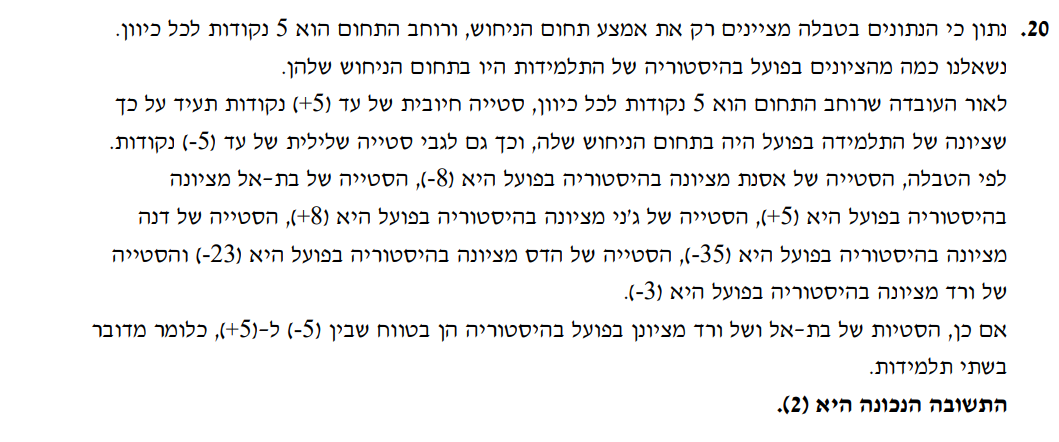 20. נתון כי הנתונים בטבלה מציינים רק את אמצע תחום הניחוש, ורוחב התחום הוא 5 נקודות לכל כיוון.
נשאלנו כמה מהציונים בפועל בהיסטוריה של התלמידות היו בתחום הניחוש שלהן.
לאור העובדה שרוחב התחום הוא 5 נקודות לכל כיוון, סטייה חיובית של עד (+5) נקודות תעיד על כך
שציונה של התלמידה בפועל היה בתחום הניחוש שלה, וכך גם לגבי סטייה שלילית של עד (-5) נקודות.
לפי הטבלה, הסטייה של אסנת מציונה בהיסטוריה בפועל היא (-8), הסטייה של בת-אל מציונה
בהיסטוריה בפועל היא (+5), הסטייה של ג'ני מציונה בהיסטוריה בפועל היא (+8), הסטייה של דנה
מציונה בהיסטוריה בפועל היא (-35), הסטייה של הדס מציונה בהיסטוריה בפועל היא (-23) והסטייה
של ורד מציונה בהיסטוריה בפועל היא (-3).
אם כן, הסטיות של בת-אל ושל ורד מציונן בפועל בהיסטוריה הן בטווח שבין (-5) ל-(+5), כלומר מדובר
בשתי תלמידות.
התשובה הנכונה היא (2).